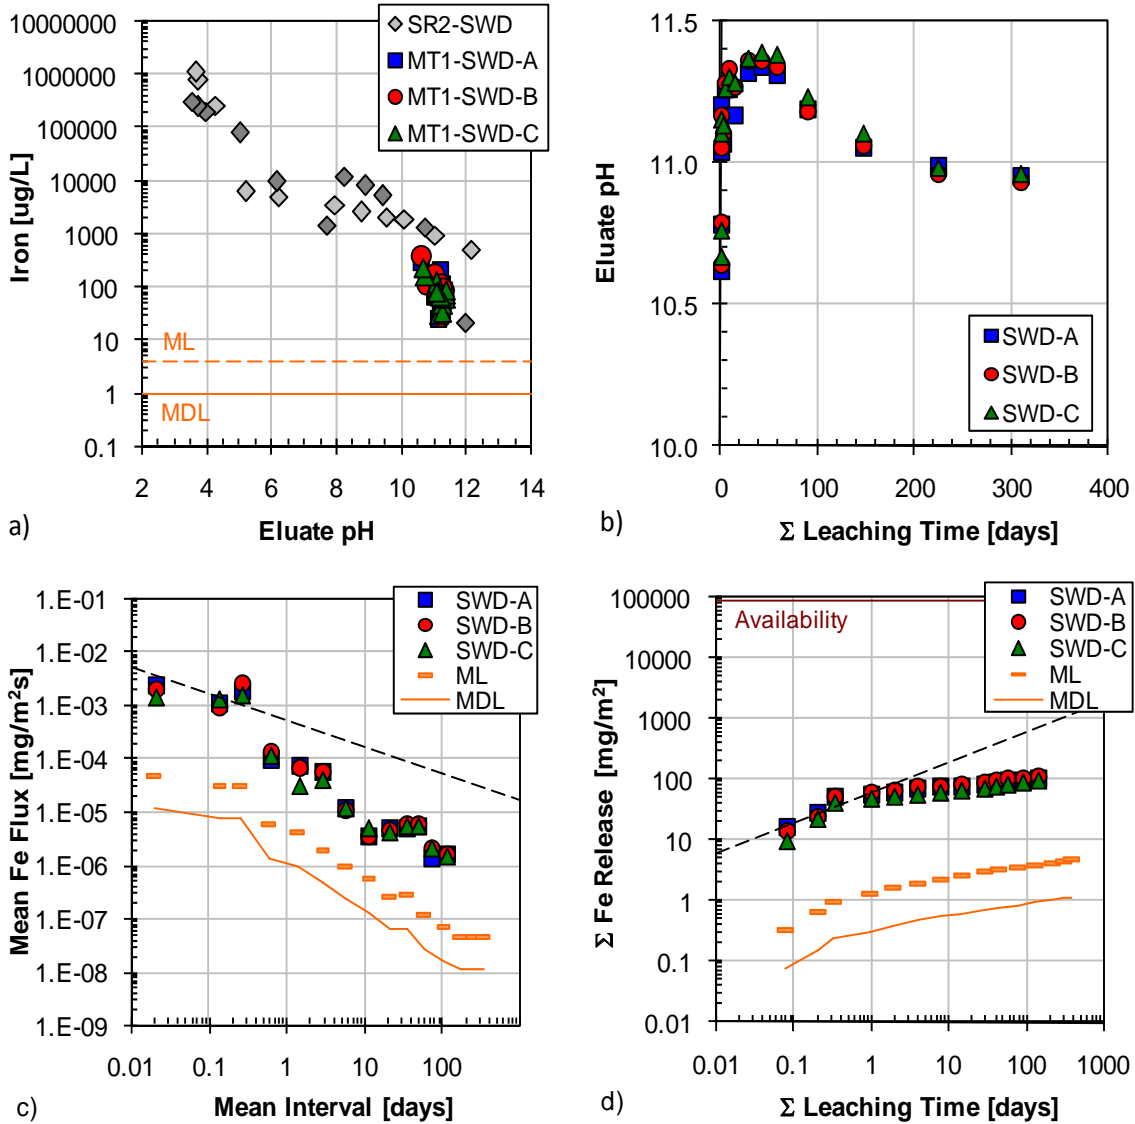 10000000
1000000
100000
10000
1000
100
10
1
0.1
Iron [ug/L]
SR2-SWD
MT1-SWD-A
MT1-SWD-B
MT1-SWD-C
ML
MDL
2 4 6 8 10 12 14
Eluate pH
a)
11.5
11.0
10.5
10.0
Eluate pH
SWD-A
SWD-B
SWD-C
0 100 200 300 400
Σ Leaching Time [days]
b)
1.E-01
1.E-02
1.E-03
1.E-04
1.E-05
1.E-06
1.E-07
1.E-08
1.E-09
Mean Fe Flux [mg/m²s]
SWD-A
SWD-B
SWD-C
ML
MDL
0.01 0.1 1 10 100
Mean Interval [days]
c)
100000
10000
1000
100
10
1
0.1
0.01
Σ Fe Release [mg/m²]
Availability
SWD-A
SWD-B
SWD-C
ML
MDL
0.01 0.1 1 10 100 1000
Σ Leaching Time [days]
d)